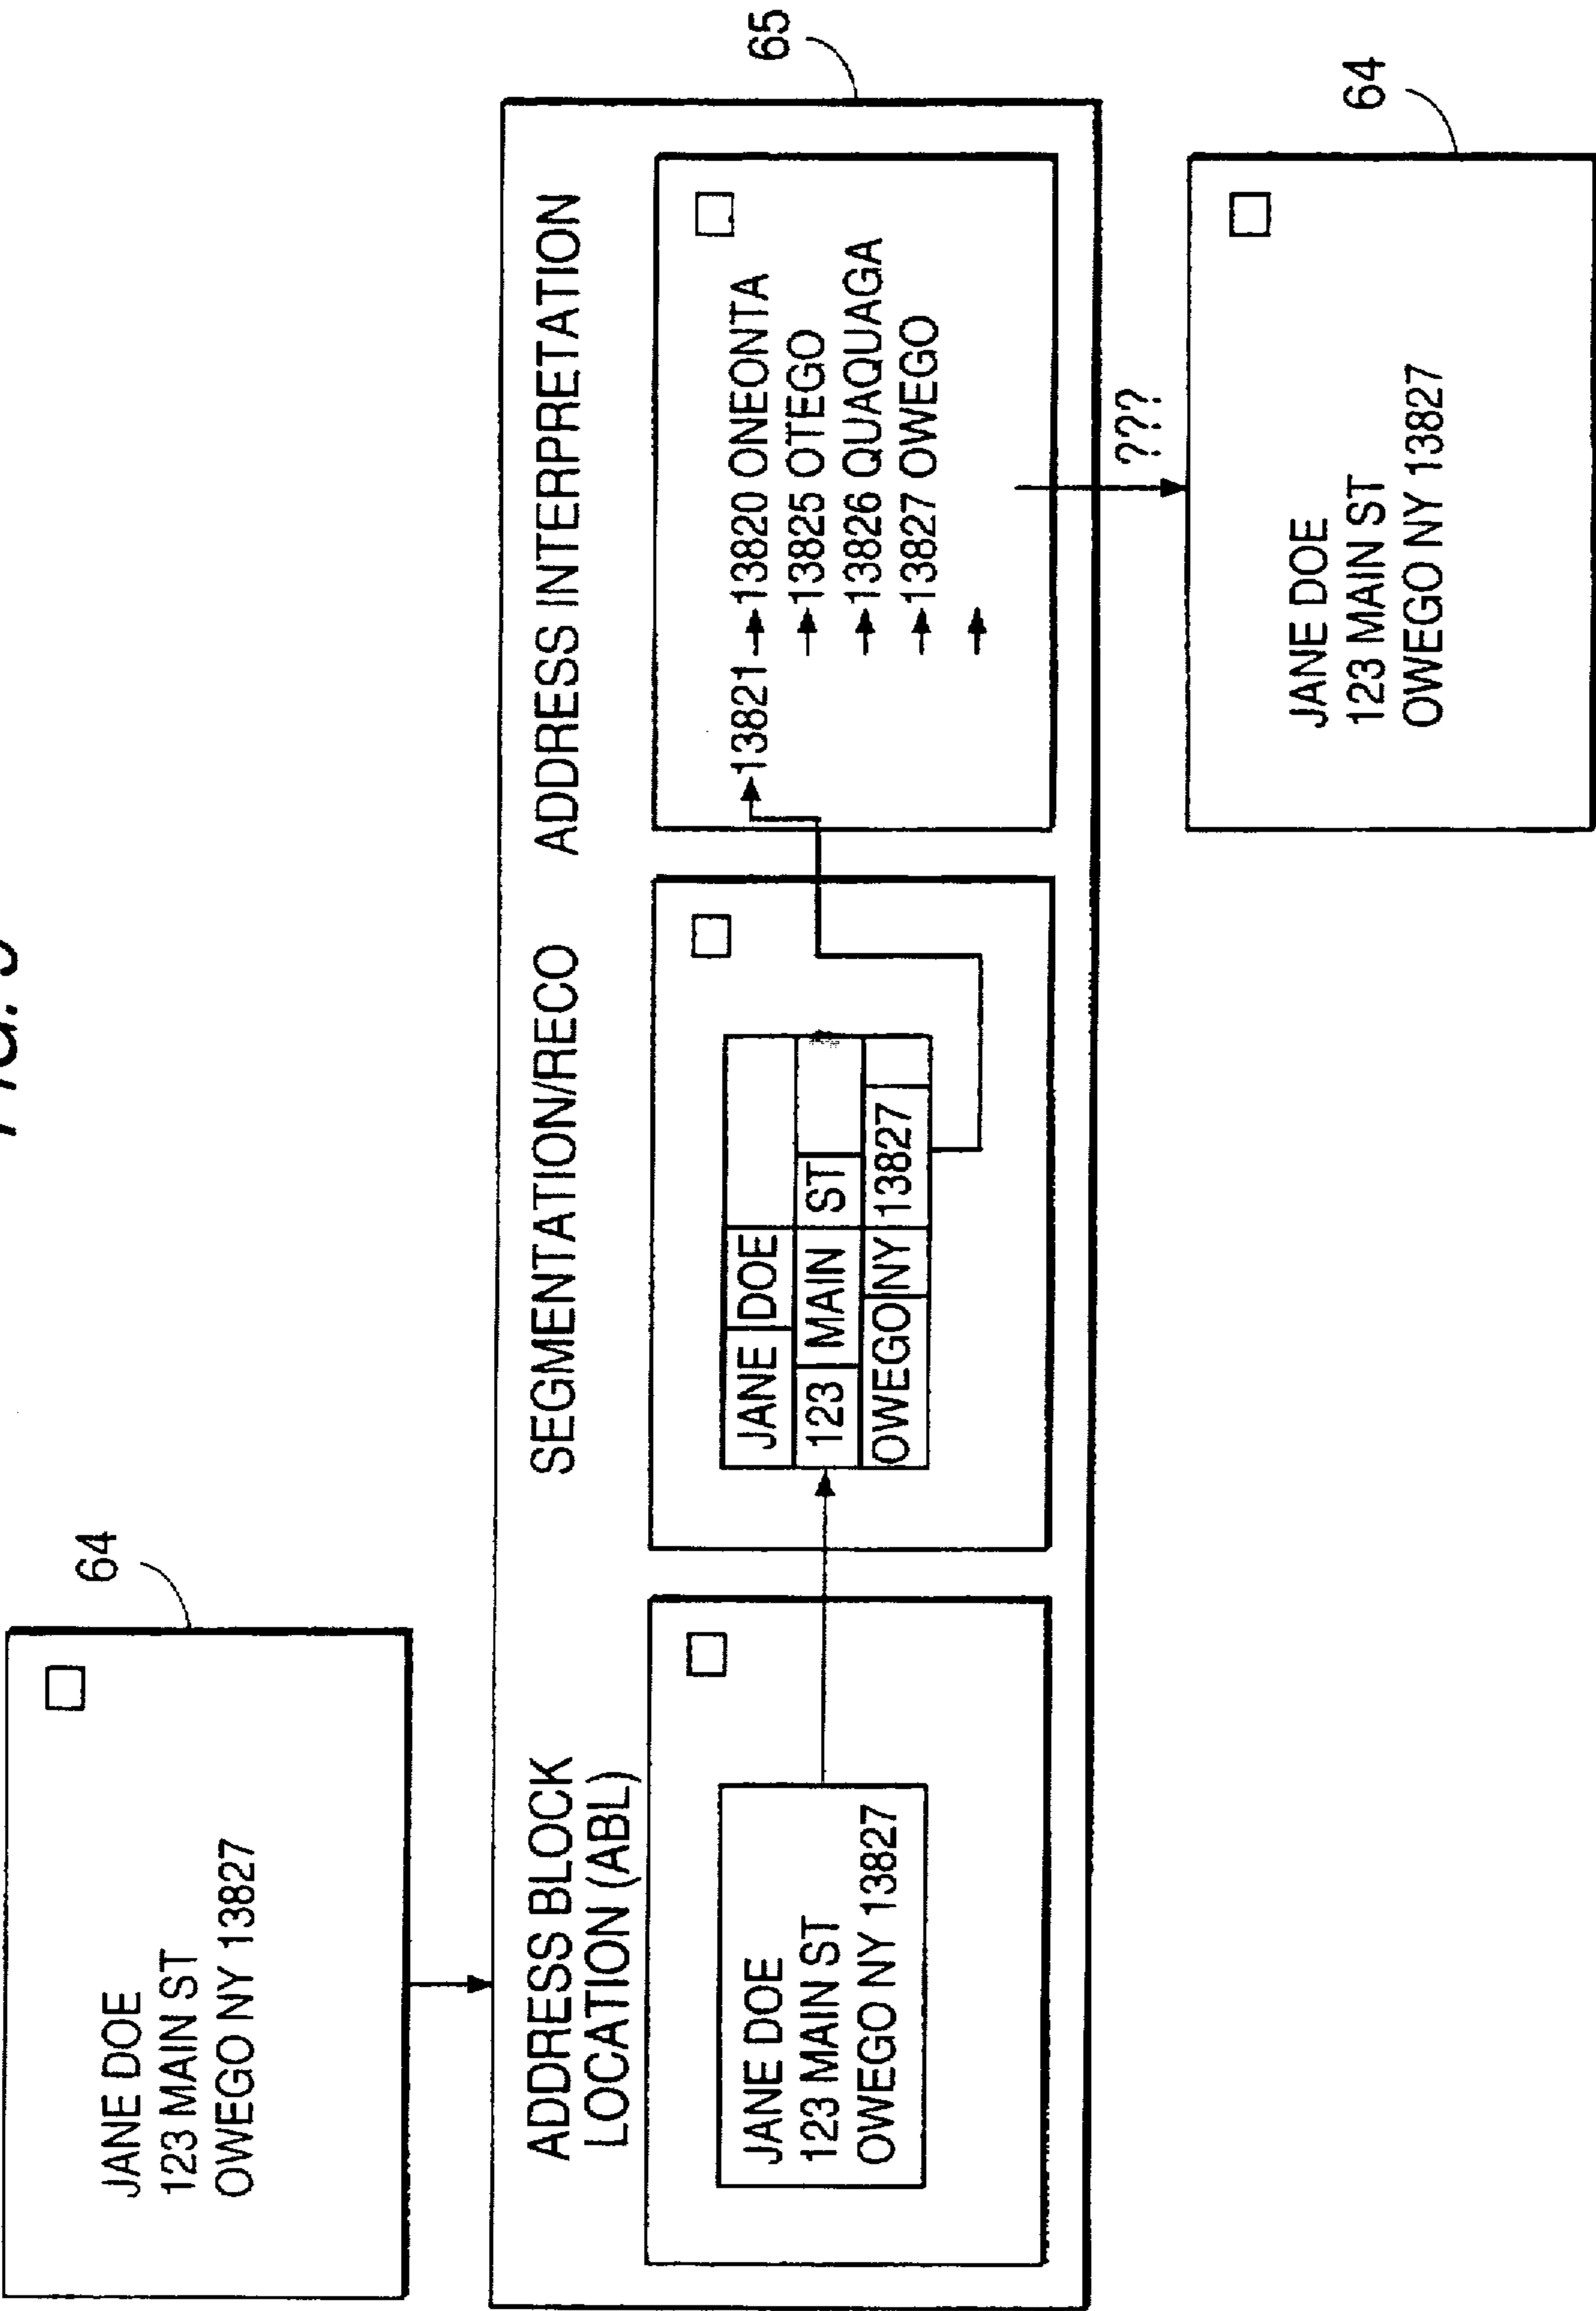 64
JANE DOE
123 MAIN ST
OWEGO NY 13827
65
ADDRESS BLOCK
LOCATION (ABL)
JANE DOE
123 MAIN ST
OWEGO NY 13827
SEGMENTATION/RECO
JANE DOE
123 MAIN ST
OWEGO NY 13827
ADDRESS INTERPRETATION
13821 13820 ONEONTA
13825 OTEGO
13826 QUAQUAGA
13827 OWEGO
???
64
JANE DOE
123 MAIN ST
OWEGO NY 13827